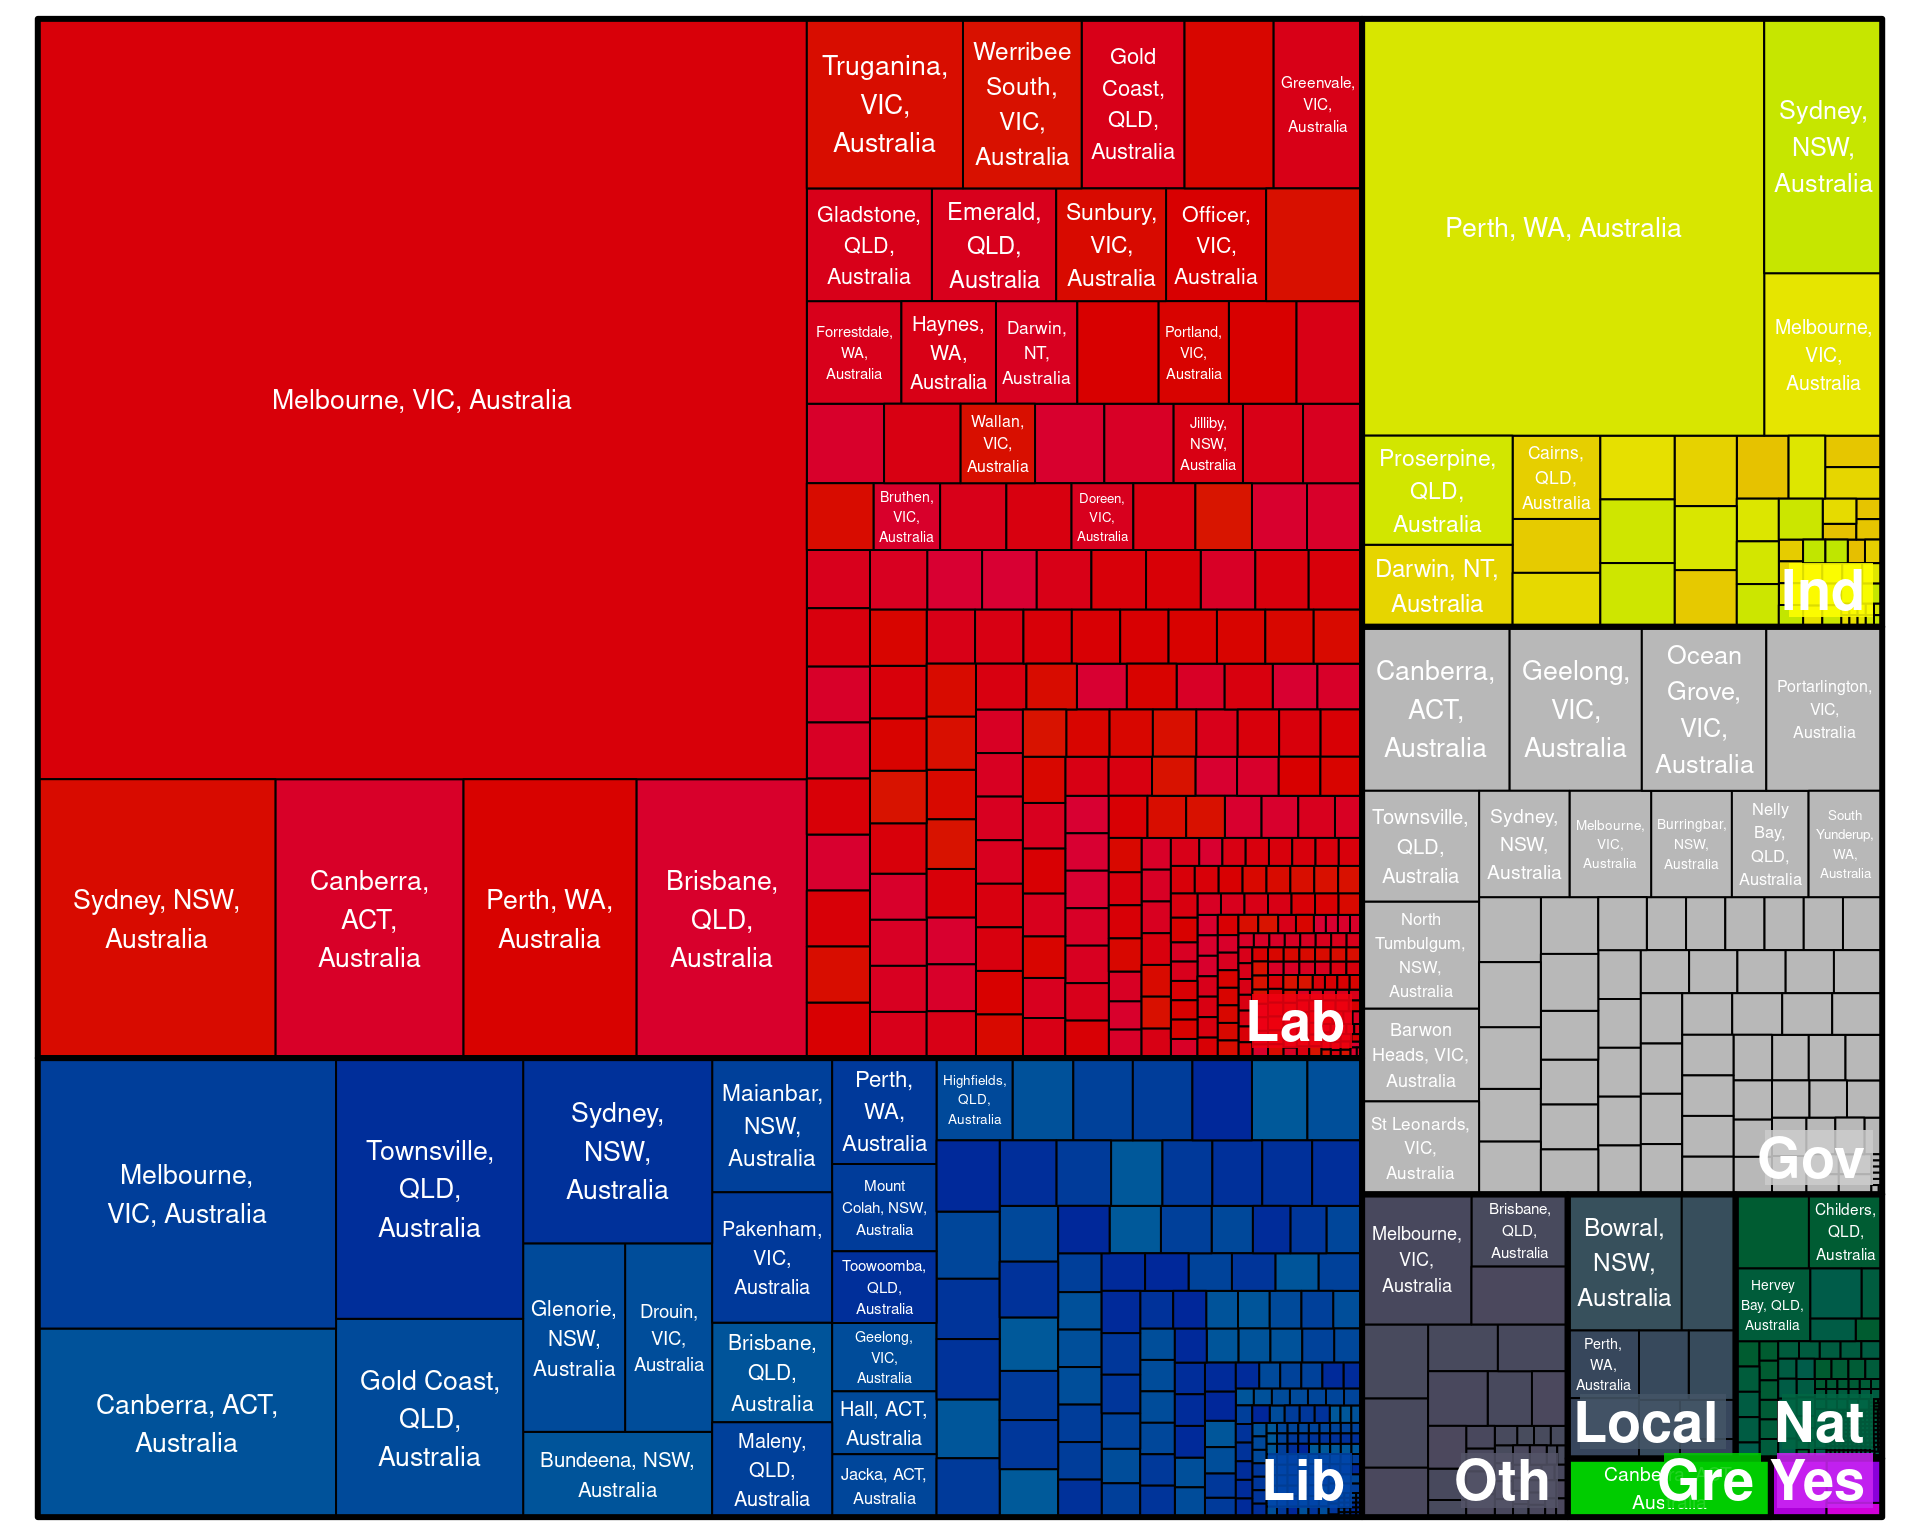 Melbourne, VIC, Australia
Sydney, NSW,
Australia
Canberra,
ACT,
Australia
Perth, WA,
Australia
Brisbane,
QLD,
Australia
Truganina,
VIC,
Australia
Werribee
South,
VIC,
Australia
Gold
Coast,
QLD,
Australia
Greenvale,
VIC,
Australia
Gladstone,
QLD,
Australia
Emerald,
QLD,
Australia
Sunbury,
VIC,
Australia
Officer,
VIC,
Australia
Forrestdale,
WA,
Australia
Haynes,
WA,
Australia
Darwin,
NT,
Australia
Portland,
VIC,
Australia
Wallan,
VIC,
Australia
Jilliby,
NSW,
Australia
Bruthen,
VIC,
Australia
Doreen,
VIC,
Australia
Lab
Perth, WA, Australia
Sydney,
NSW,
Australia
Melbourne,
VIC,
Australia
Proserpine,
QLD,
Australia
Cairns,
QLD,
Australia
Darwin, NT,
Australia
Ind
Canberra,
ACT,
Australia
Geelong,
VIC,
Australia
Ocean
Grove,
VIC,
Australia
Portarlington,
VIC,
Australia
Townsville,
QLD,
Australia
Sydney,
NSW,
Australia
Melbourne,
VIC,
Australia
Burringbar,
NSW,
Australia
Nelly
Bay,
QLD,
Australia
South
Yunderup,
WA,
Australia
North
Tumbulgum,
NSW,
Australia
Barwon
Heads, VIC,
Australia
St Leonards,
VIC,
Australia
Gov
Melbourne,
VIC, Australia
Canberra, ACT,
Australia
Townsville,
QLD,
Australia
Gold Coast,
QLD,
Australia
Sydney,
NSW,
Australia
Glenorie,
NSW,
Australia
Drouin,
VIC,
Australia
Bundeena, NSW,
Australia
Maianbar,
NSW,
Australia
Pakenham,
VIC,
Australia
Brisbane,
QLD,
Australia
Maleny,
QLD,
Australia
Perth,
WA,
Australia
Mount
Colah, NSW,
Australia
Toowoomba,
QLD,
Australia
Geelong,
VIC,
Australia
Hall, ACT,
Australia
Jacka, ACT,
Australia
Highfields,
QLD,
Australia
Lib
Melbourne,
VIC,
Australia
Brisbane,
QLD,
Australia
Oth
Bowral,
NSW,
Australia
Perth,
WA,
Australia
Local
Childers,
QLD,
Australia
Hervey
Bay, QLD,
Australia
Nat
Australia
Gre
Yes